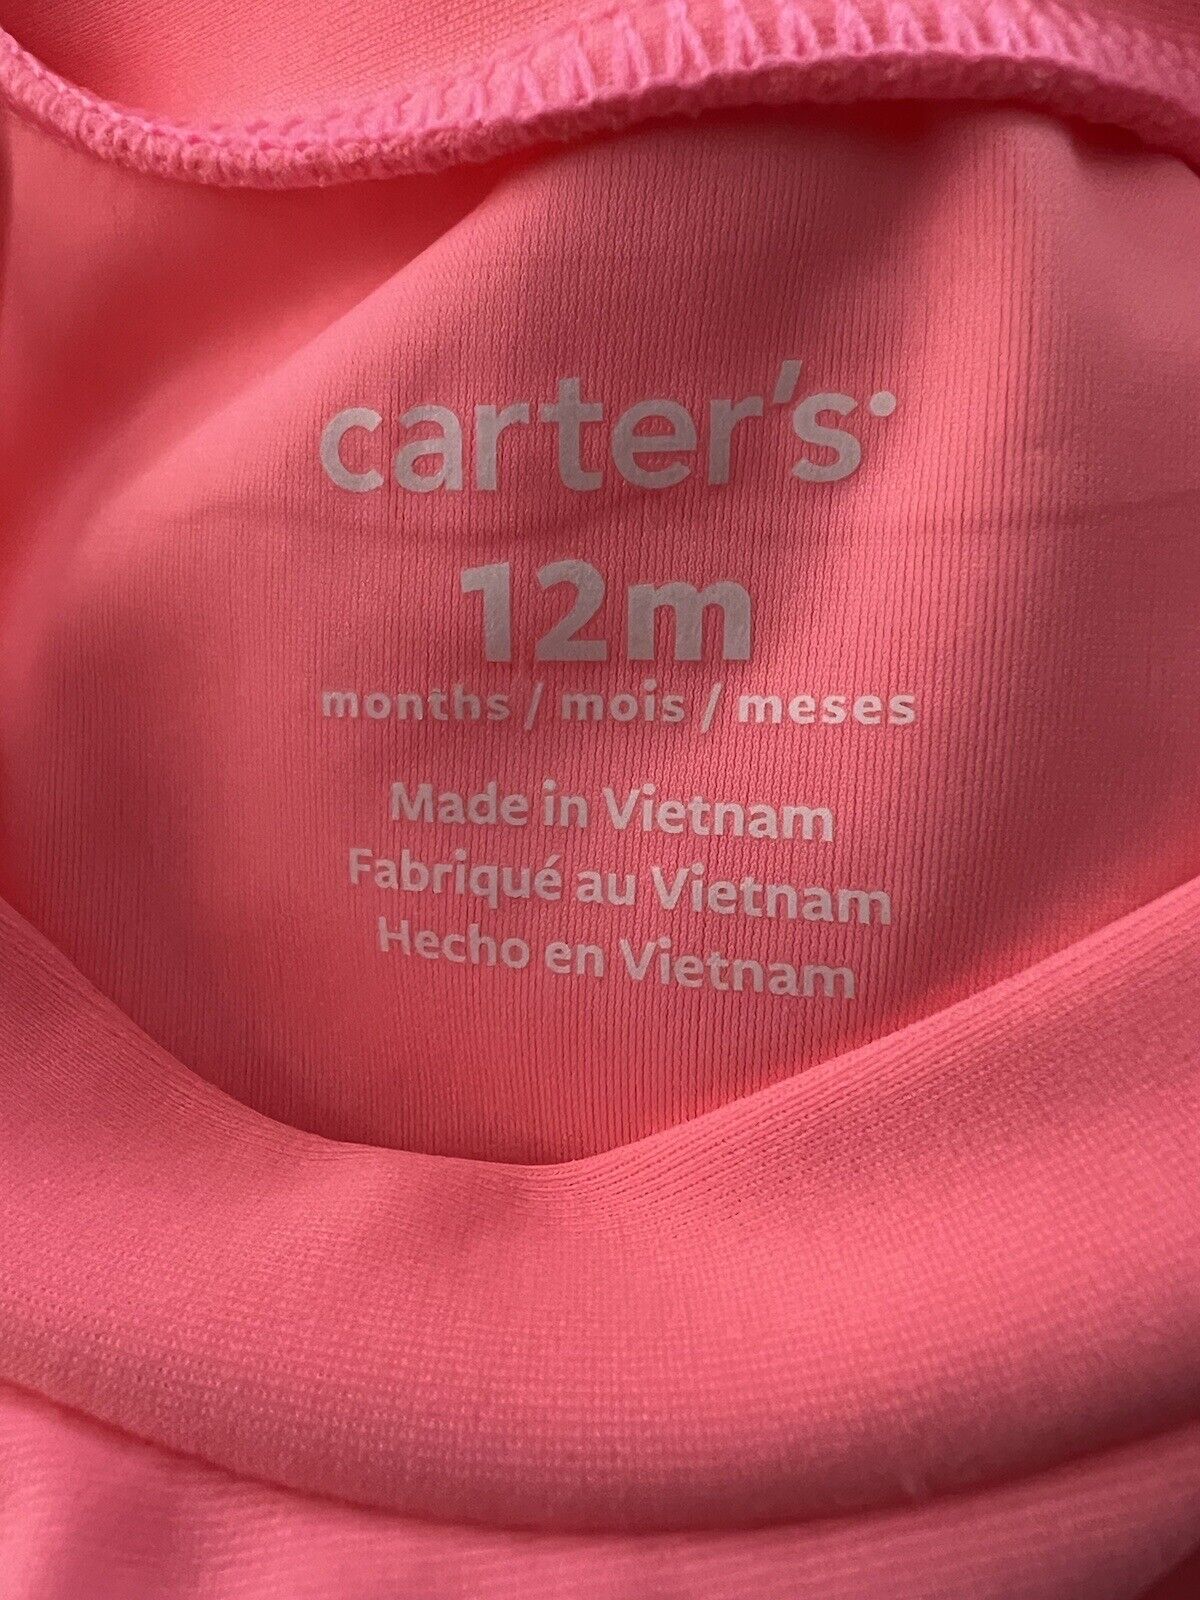 carter's
12m
months / mois / meses
Made in Vietnam
Fabriqué au Vietnam
Hecho en Vietnam